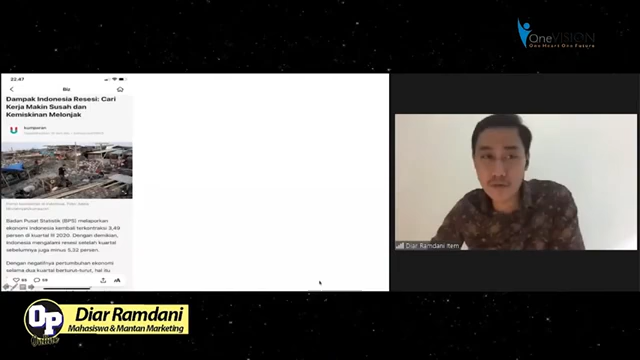 OneVISION
One Heart One Future
22.47
Biz
Dampak Indonesia Resesi: Cari
Kerja Makin Susah dan
Kemiskinan Melonjak
kumparan
Badan Pusat Statistik (BPS) melaporkan
ekonomi Indonesia kembali terkontraksi 3,49
persen di kuartal III 2020. Dengan demikian,
Indonesia mengalami resesi setelah kuartal
sebelumnya juga minus 5,32 persen.
Dengan negatifnya pertumbuhan ekonomi
selama dua kuartal berturut-turut, hal itu
Diar Ramdani Item
OP
Diar Ramdani
Mahasiswa & Mantan Marketing